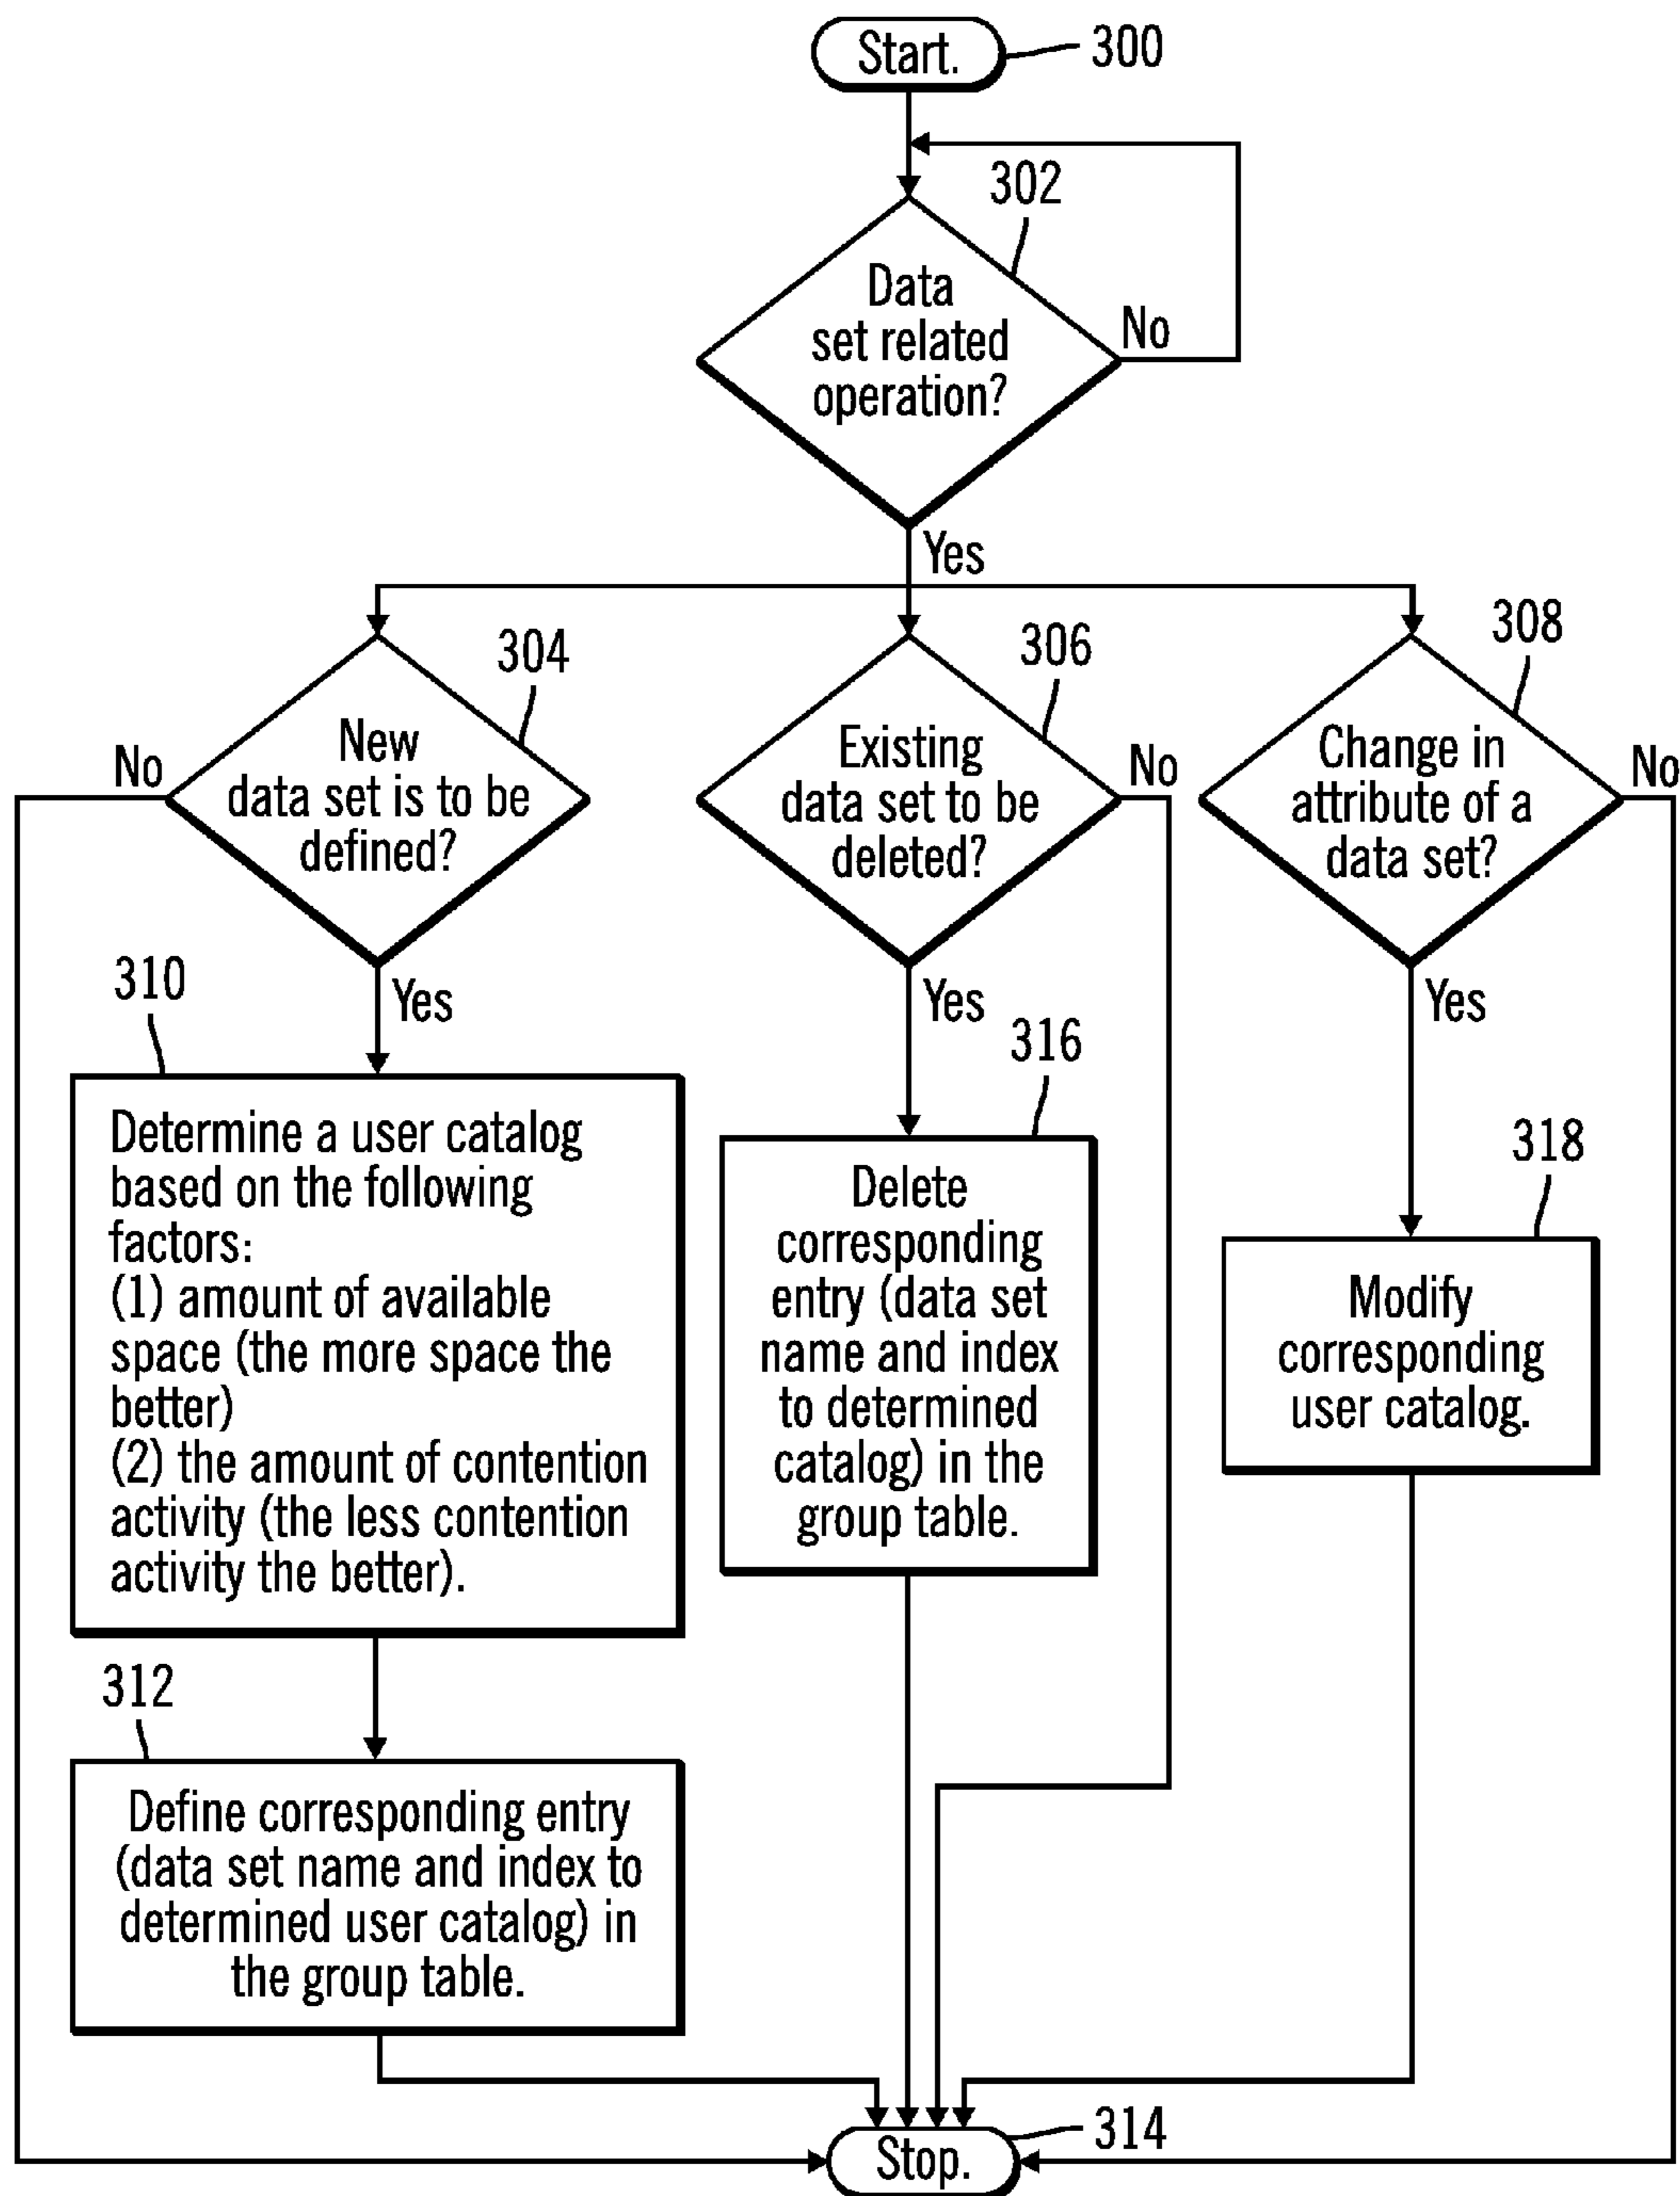 Start.
300
302
Data
set related
operation?
No
Yes
304
New
data set is to be
defined?
No
Yes
306
Existing
data set to be
deleted?
No
Yes
308
Change in
attribute of a
data set?
No
Yes
310
Determine a user catalog
based on the following
factors:
(1) amount of available
space (the more space the
better)
(2) the amount of contention
activity (the less contention
activity the better).
316
Delete
corresponding
entry (data set
name and index
to determined
catalog) in the
group table.
318
Modify
corresponding
user catalog.
312
Define corresponding entry
(data set name and index to
determined user catalog) in
the group table.
314
Stop.